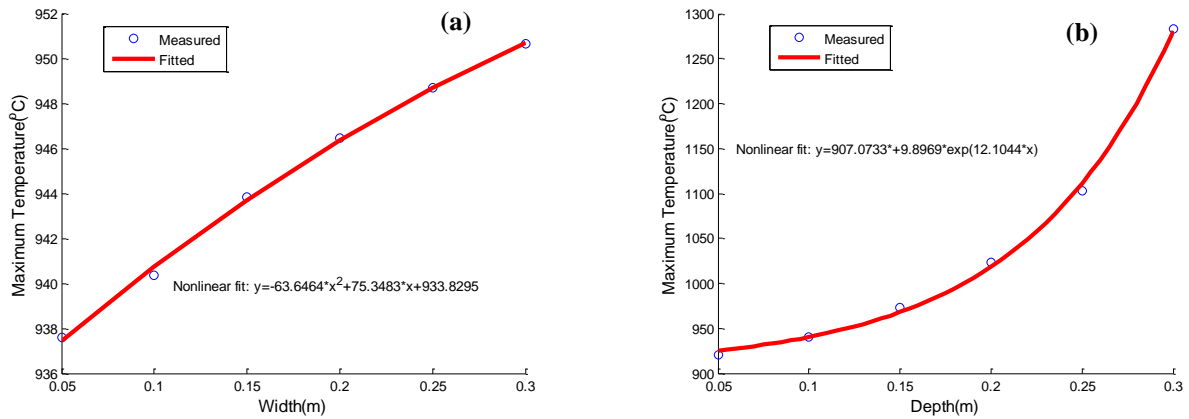 (a)
952
950
948
946
944
942
940
938
936
Maximum Temperature(ºC)
Measured
Fitted
Nonlinear fit: y=-63.6464*x²+75.3483*x+933.8295
0.05 0.1 0.15 0.2 0.25 0.3
Width(m)
(b)
1300
1250
1200
1150
1100
1050
1000
950
900
Maximum Temperature(ºC)
Measured
Fitted
Nonlinear fit: y=907.0733*+9.8969*exp(12.1044*x)
0.05 0.1 0.15 0.2 0.25 0.3
Depth(m)